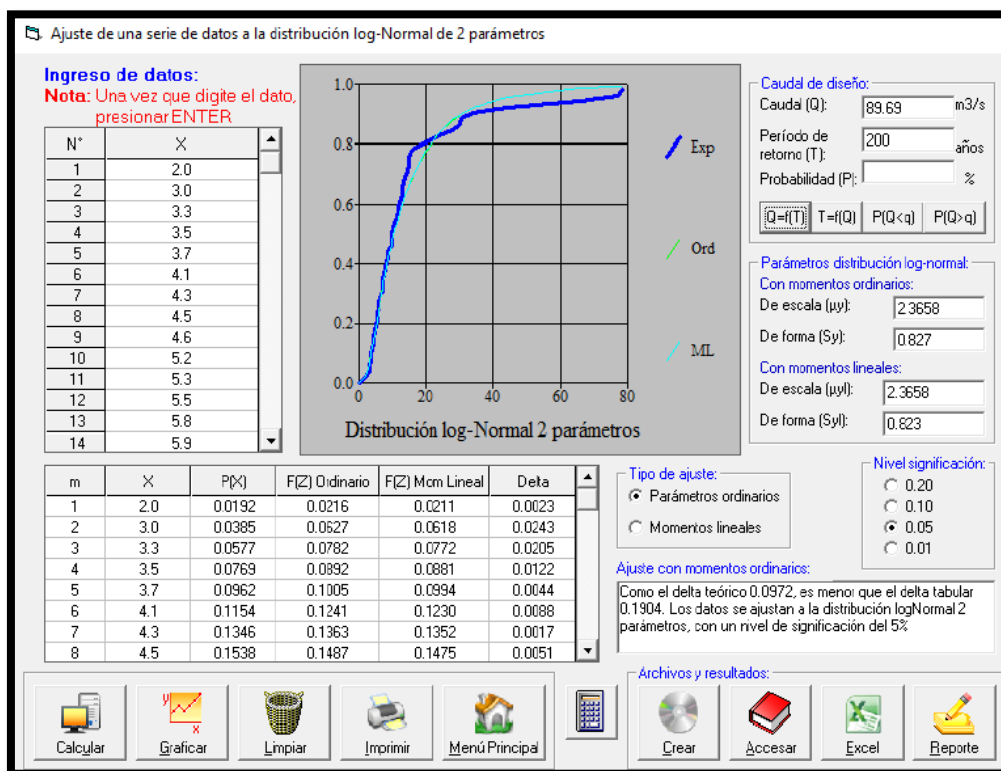 Ajuste de una serie de datos a la distribución log-Normal de 2 parámetros
Ingreso de datos:
Nota: Una vez que digite el dato,
presionar ENTER
N° X
1 2.0
2 3.0
3 3.3
4 3.5
5 3.7
6 4.1
7 4.3
8 4.5
9 4.6
10 5.2
11 5.3
12 5.5
13 5.8
14 5.9
1.0
0.8
0.6
0.4
0.2
0.0
0 20 40 60 80
Distribución log-Normal 2 parámetros
Exp
Ord
ML
Caudal de diseño:
Caudal (Q): 89.69 m3/s
Período de
retorno (T): 200 años
Probabilidad (P): %
Q=f(T) T=f(Q) P(Q<q) P(Q>q)
Parámetros distribución log-normal:
Con momentos ordinarios:
De escala (µy) 2.3658
De forma (Sy) 0.827
Con momentos lineales:
De escala (µyl) 2.3658
De forma (Syl) 0.823
m X P(X) F(Z) Ordinario F(Z) Mom Lineal Delta
1 2.0 0.0192 0.0216 0.0211 0.0023
2 3.0 0.0385 0.0627 0.0618 0.0243
3 3.3 0.0577 0.0782 0.0772 0.0205
4 3.5 0.0769 0.0892 0.0881 0.0122
5 3.7 0.0962 0.1005 0.0994 0.0044
6 4.1 0.1154 0.1241 0.1230 0.0088
7 4.3 0.1346 0.1363 0.1352 0.0017
8 4.5 0.1538 0.1487 0.1475 0.0051
Tipo de ajuste:
Parámetros ordinarios
Momentos lineales
Nivel significación:
0.20
0.10
0.05
0.01
Ajuste con momentos ordinarios:
Como el delta teórico 0.0972, es menor que el delta tabular
0.1904. Los datos se ajustan a la distribución logNormal 2
parámetros, con un nivel de significación del 5%
Calcular Graficar Limpiar Imprimir Menú Principal
Archivos y resultados:
Crear Accesar Excel Reporte